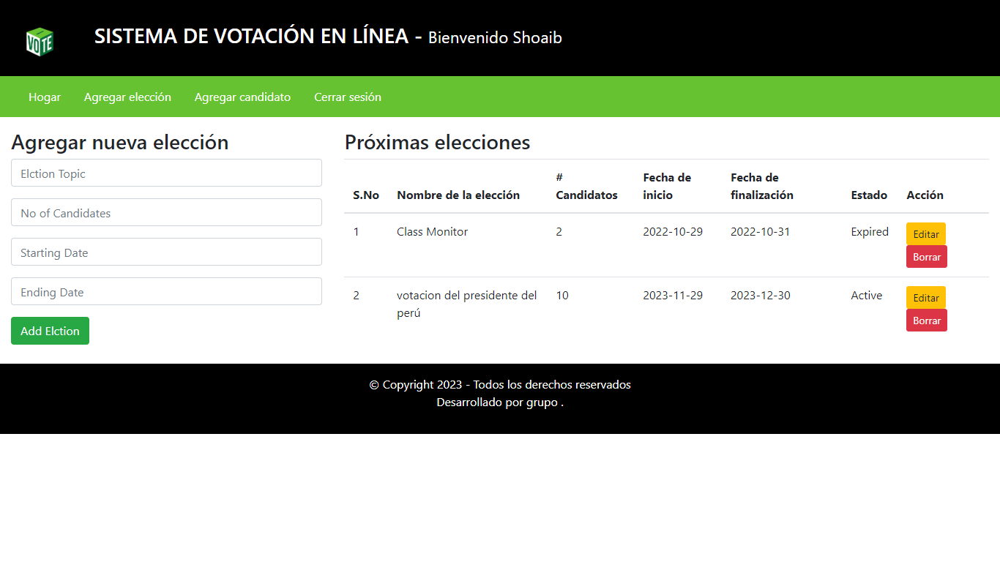 VOTE
SISTEMA DE VOTACIÓN EN LÍNEA - Bienvenido Shoaib
Hogar Agregar elección Agregar candidato Cerrar sesión
Agregar nueva elección
Elction Topic
No of Candidates
Starting Date
Ending Date
Add Elction
Próximas elecciones
S.No Nombre de la elección # Candidatos Fecha de inicio Fecha de finalización Estado Acción
1 Class Monitor 2 2022-10-29 2022-10-31 Expired Editar
Borrar
2 votacion del presidente del perú 10 2023-11-29 2023-12-30 Active Editar
Borrar
© Copyright 2023 - Todos los derechos reservados
Desarrollado por grupo .